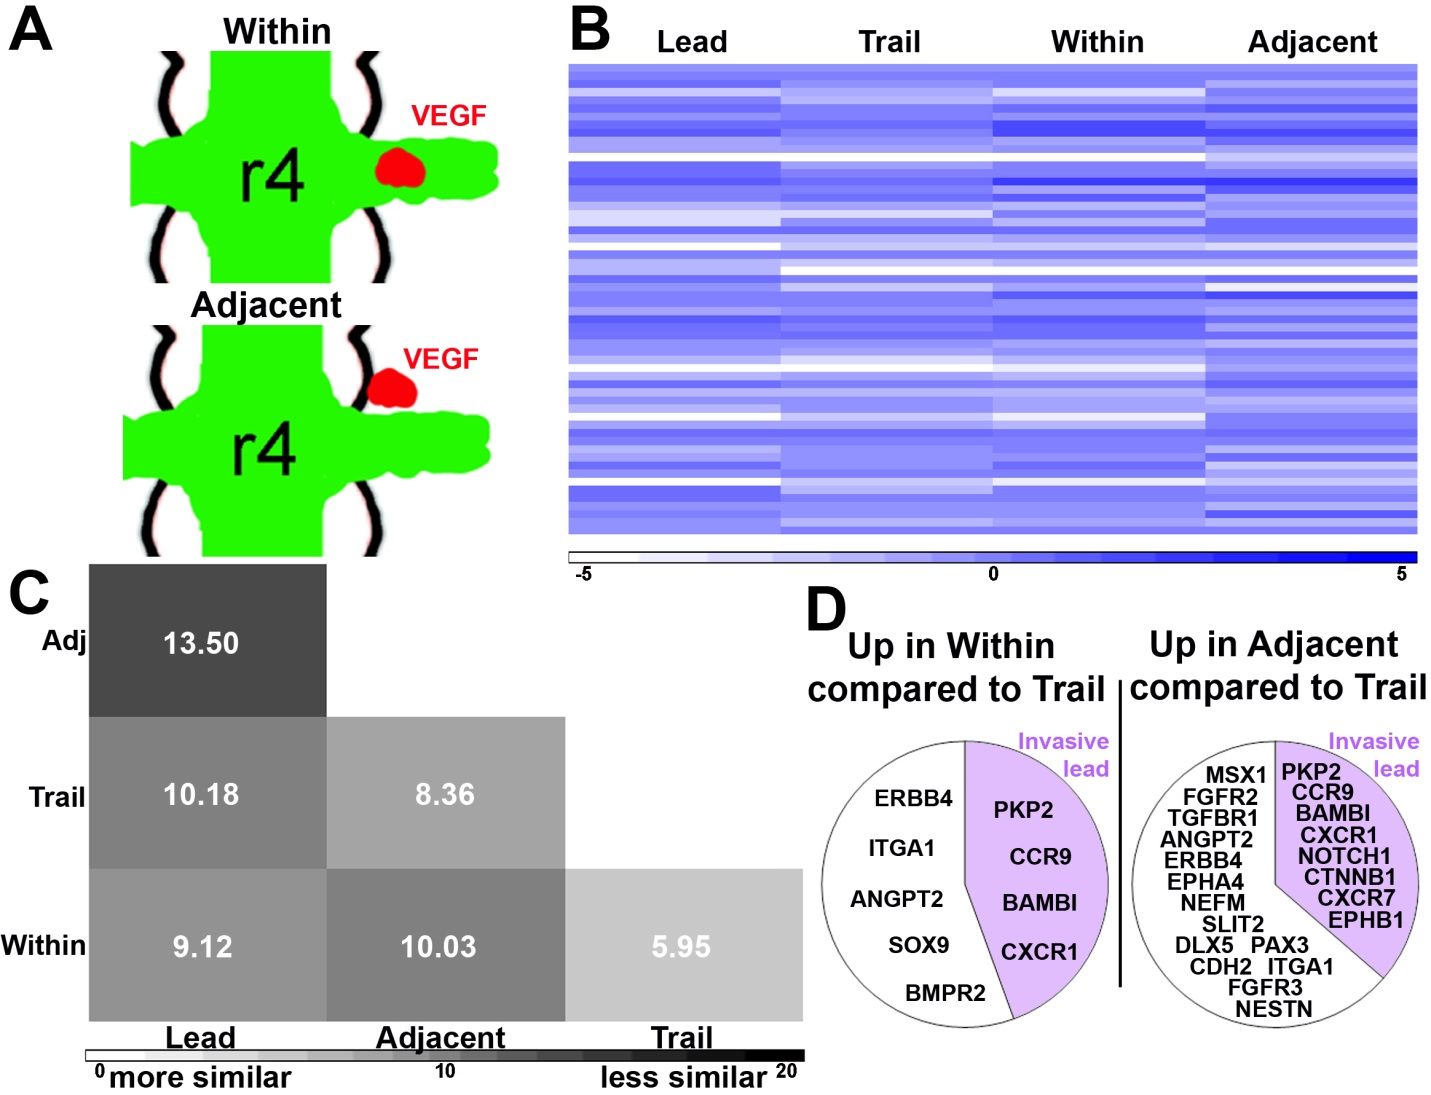 A
Within
VEGF
r4
Adjacent
VEGF
r4
B
Lead Trail Within Adjacent
-5 0 5
C
Adj
13.50
Trail
10.18 8.36
Within
9.12 10.03 5.95
Lead Adjacent Trail
0 10 20
more similar less similar
D
Up in Within
compared to Trail
Invasive
lead
ERBB4
ITGA1
ANGPT2
SOX9
BMPR2
PKP2
CCR9
BAMBI
CXCR1
Up in Adjacent
compared to Trail
Invasive
lead
MSX1
FGFR2
TGFBR1
ANGPT2
ERBB4
EPHA4
NEFM
SLIT2
DLX5 PAX3
CDH2 ITGA1
FGFR3
NESTN
PKP2
CCR9
BAMBI
CXCR1
NOTCH1
CTNNB1
CXCR7
EPHB1